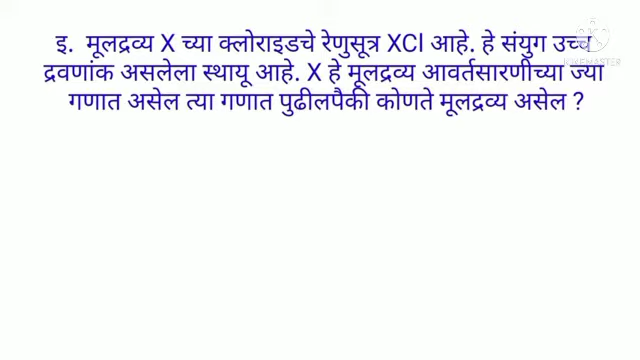 इ. मूलद्रव्य X च्या क्लोराइडचे रेणुसूत्र XCl आहे. हे संयुग उच्च
द्रवणांक असलेला स्थायू आहे. X हे मूलद्रव्य आवर्तसारणीच्या ज्या
गणात असेल त्या गणात पुढीलपैकी कोणते मूलद्रव्य असेल ?